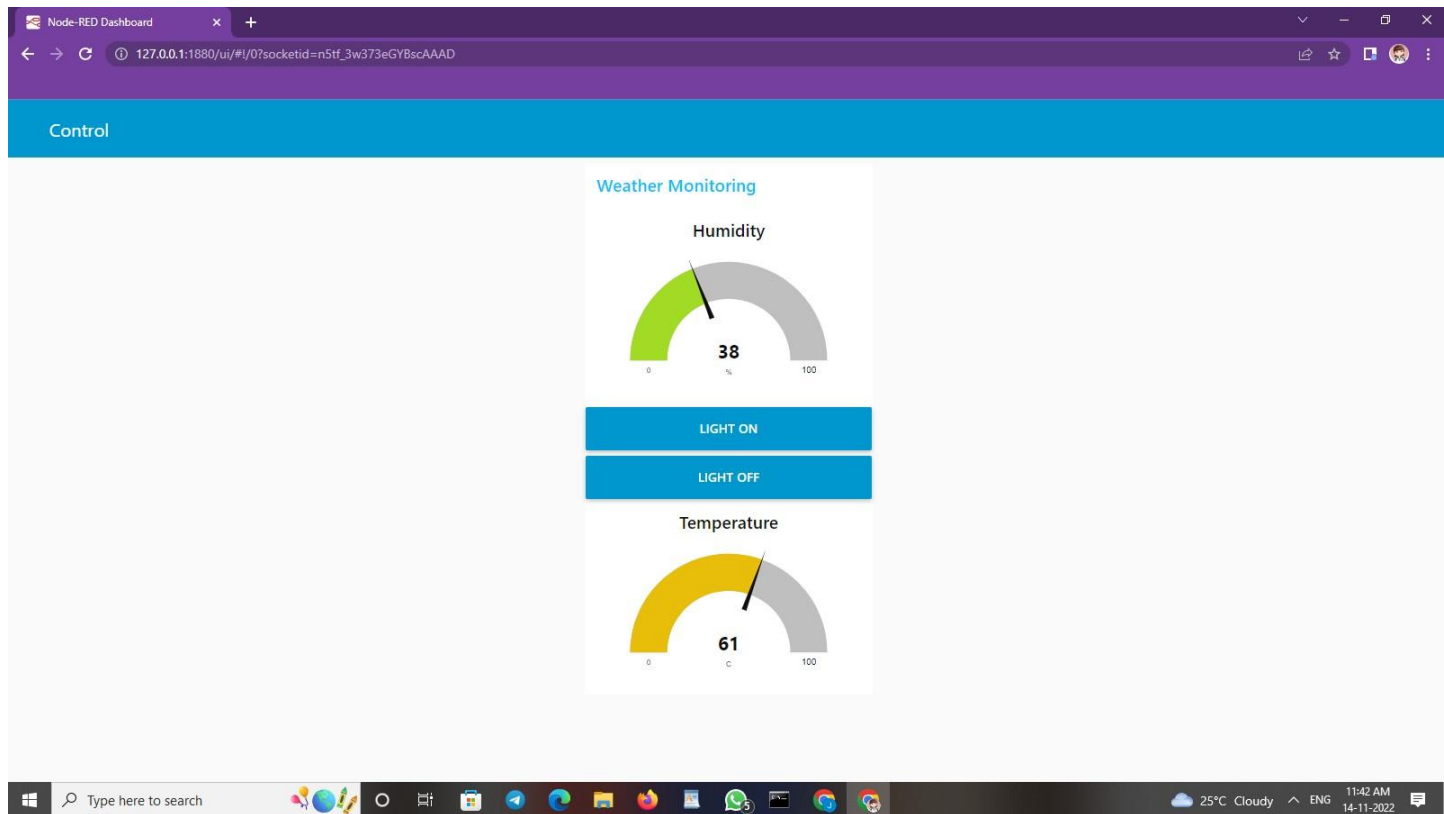 Node-RED Dashboard
127.0.0.1:1880/ui/#!/0?socketid=n5tf_3w373eGYBscAAAD
Control
Weather Monitoring
Humidity
38
0 % 100
LIGHT ON
LIGHT OFF
Temperature
61
0 C 100
Type here to search
5
25°C Cloudy
ENG
11:42 AM
14-11-2022